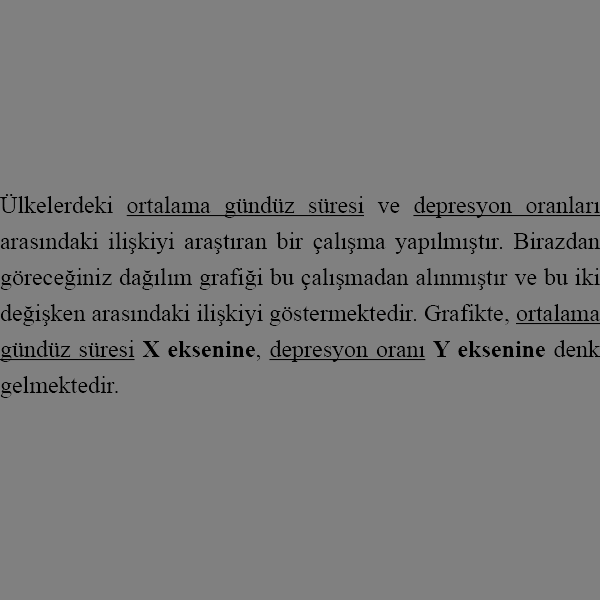 Ülkelerdeki ortalama gündüz süresi ve depresyon oranları
arasındaki ilişkiyi araştıran bir çalışma yapılmıştır. Birazdan
göreceğiniz dağılım grafiği bu çalışmadan alınmıştır ve bu iki
değişken arasındaki ilişkiyi göstermektedir. Grafikte, ortalama
gündüz süresi X eksenine, depresyon oranı Y eksenine denk
gelmektedir.